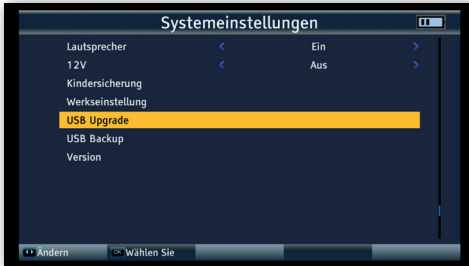 Systemeinstellungen
Lautsprecher < Ein >
12V < Aus >
Kindersicherung
Werkseinstellung
USB Upgrade
USB Backup
Version
Ändern OK Wählen Sie